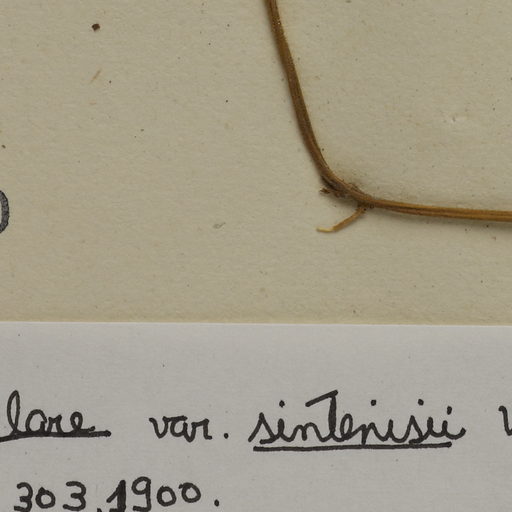 lare var. sintenisii
303.1900.